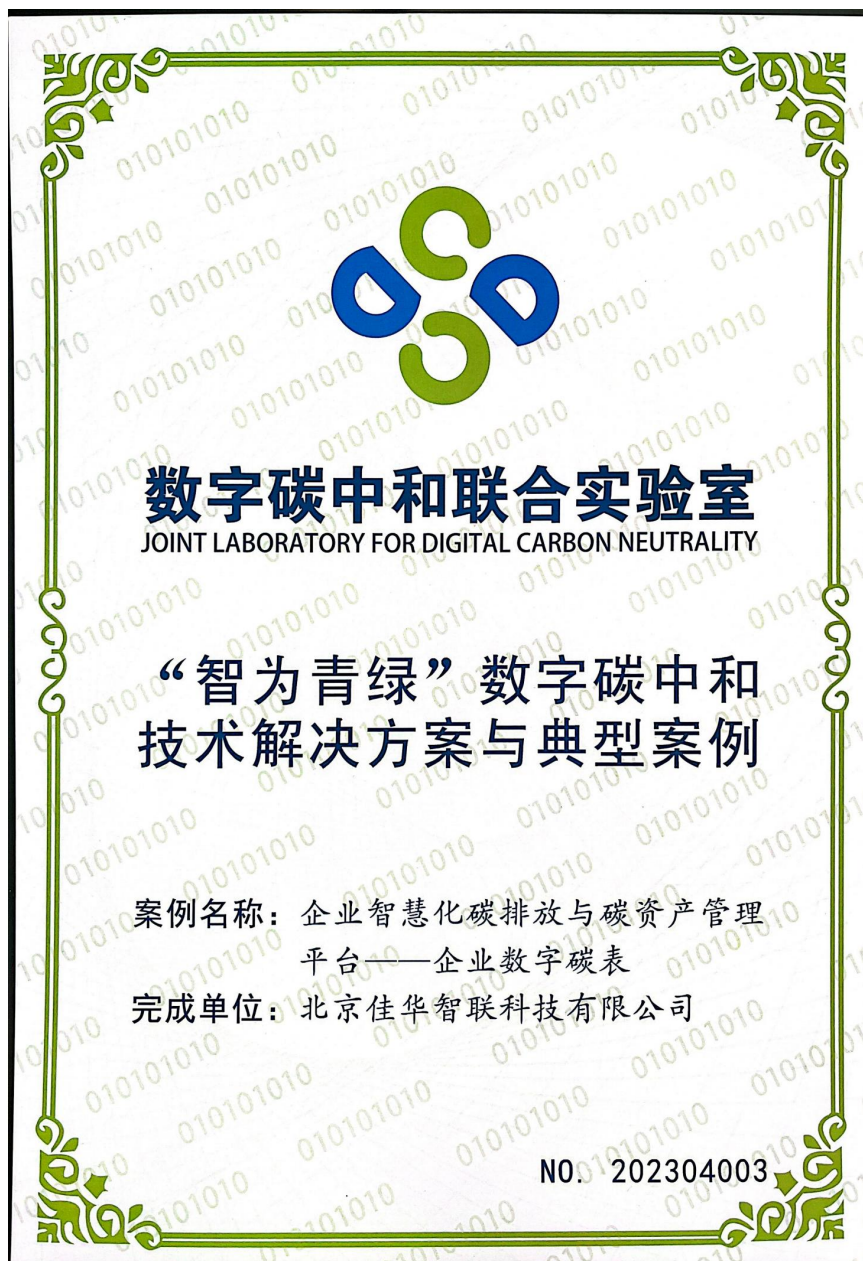 数字碳中和联合实验室
JOINT LABORATORY FOR DIGITAL CARBON NEUTRALITY
“智为青绿”数字碳中和
技术解决方案与典型案例
案例名称：企业智慧化碳排放与碳资产管理
平台——企业数字碳表
完成单位：北京佳华智联科技有限公司
NO. 202304003